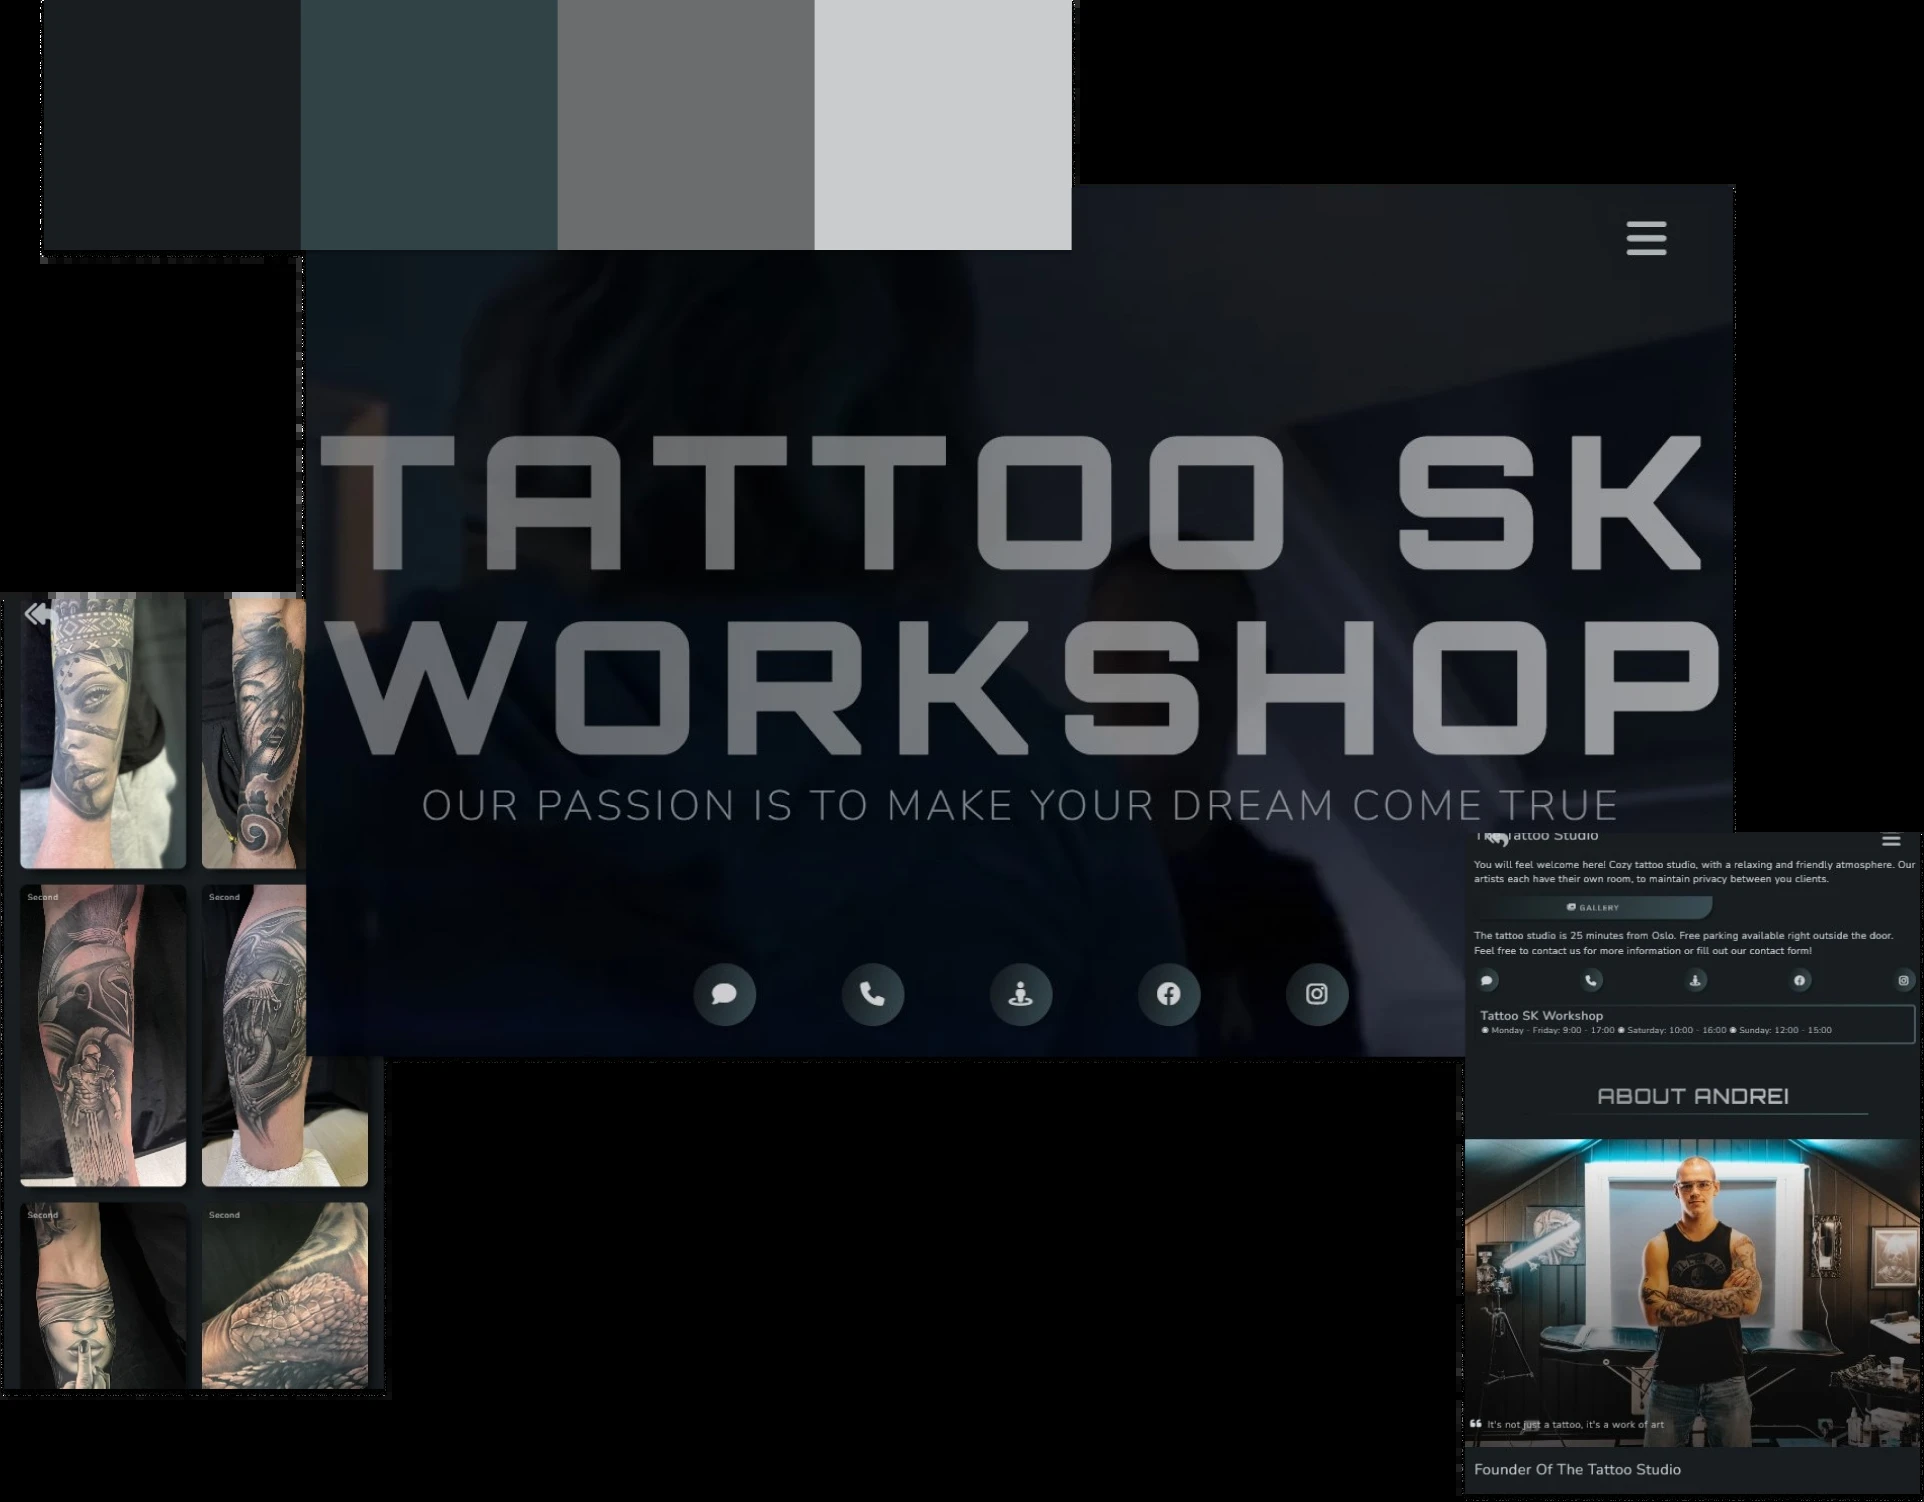 TATTOO SK
WORKSHOP
OUR PASSION IS TO MAKE YOUR DREAM COME TRUE
Second
Second
Second
The Tattoo Studio
You will feel welcome here! Cozy tattoo studio, with a relaxing and friendly atmosphere. Our
artists each have their own room, to maintain privacy between you clients.
GALLERY
The tattoo studio is 25 minutes from Oslo. Free parking available right outside the door.
Feel free to contact us for more information or fill out our contact form!
Tattoo SK Workshop
Monday - Friday: 9:00 - 17:00 Saturday: 10:00 - 16:00 Sunday: 12:00 - 15:00
ABOUT ANDREI
It's not just a tattoo, it's a work of art
Founder Of The Tattoo Studio